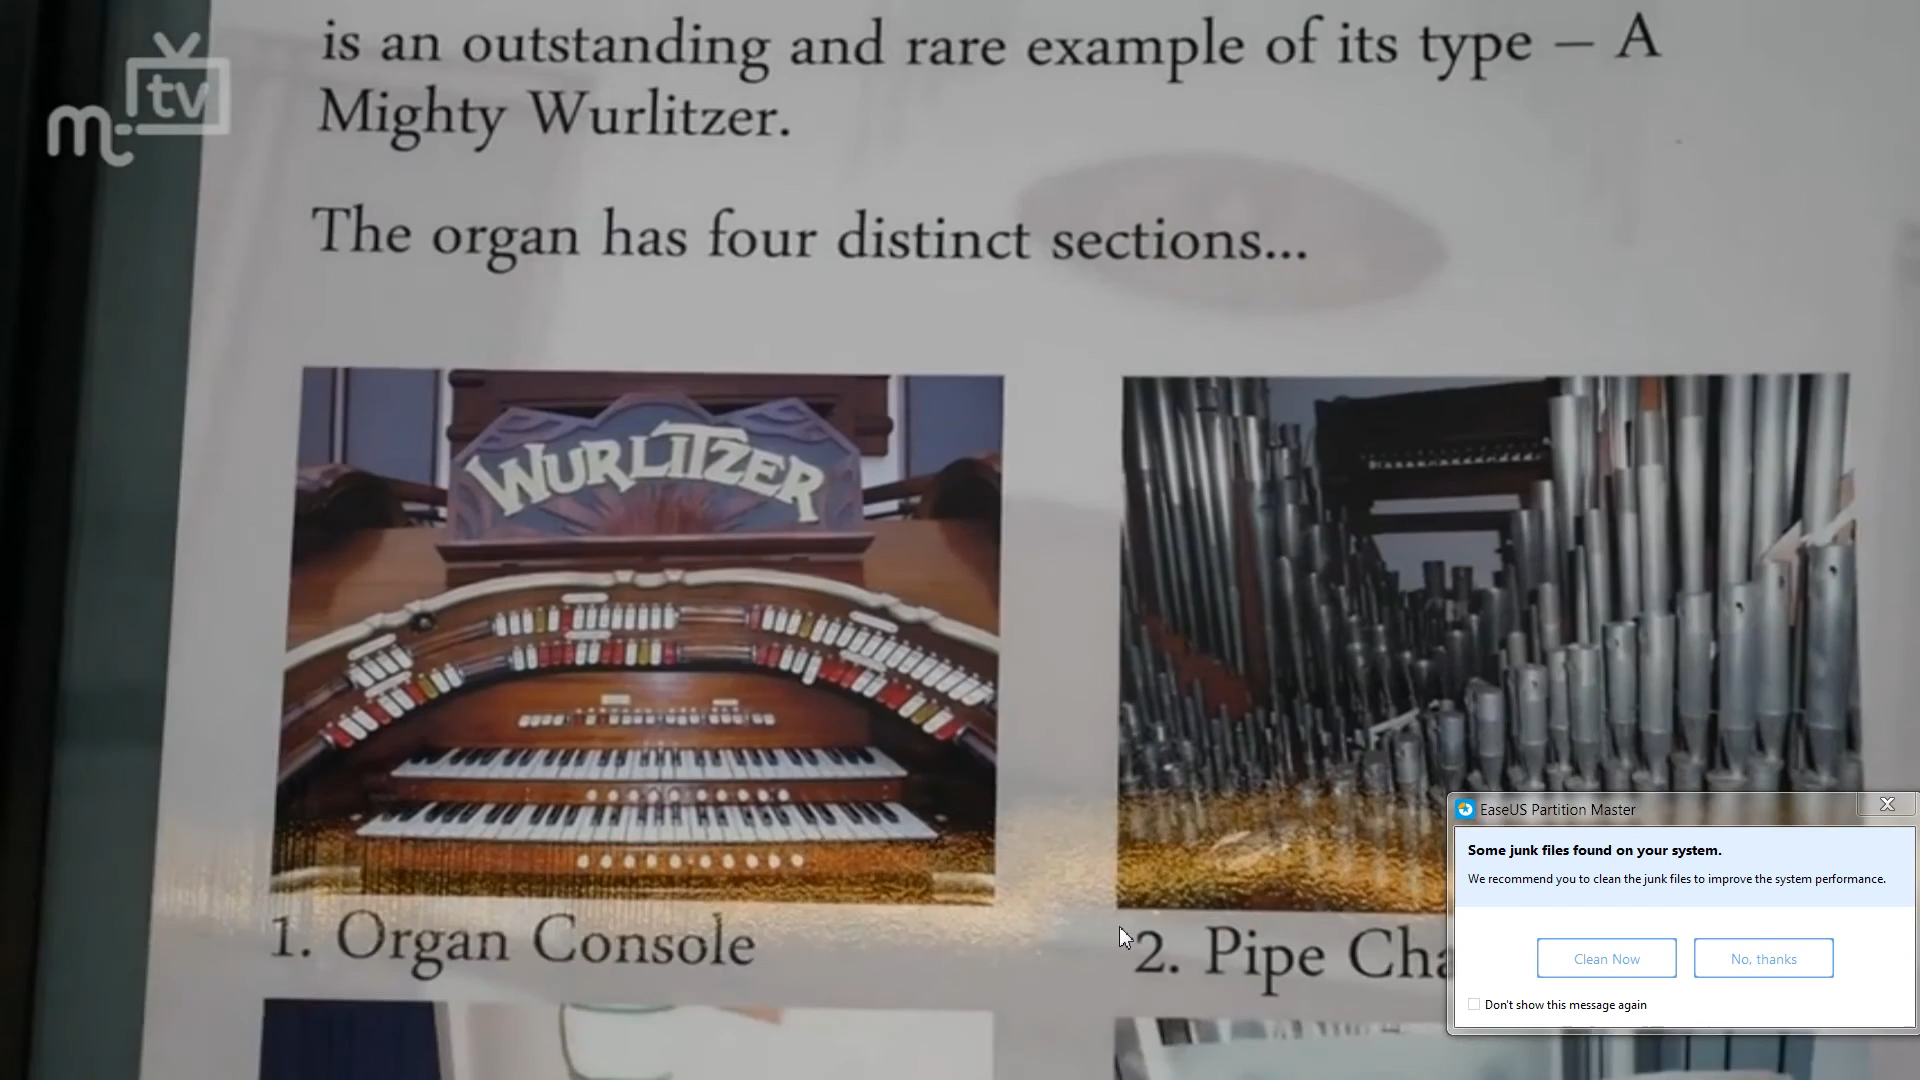 m.tv
is an outstanding and rare example of its type – A
Mighty Wurlitzer.
The organ has four distinct sections...
WURLITZER
1. Organ Console
2. Pipe Cha
EaseUS Partition Master
Some junk files found on your system.
We recommend you to clean the junk files to improve the system performance.
Clean Now
No, thanks
Don't show this message again